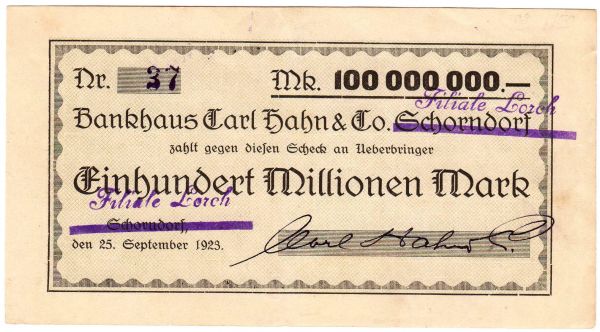 Nr. 37 Mk. 100 000 000.—
Filiale Lorch
Bankhaus Carl Hahn & Co. Schorndorf
zahlt gegen diesen Scheck an Ueberbringer
Einhundert Millionen Mark
Filiale Lorch
Schorndorf,
den 25. September 1923.
Carl Hahn & Co.